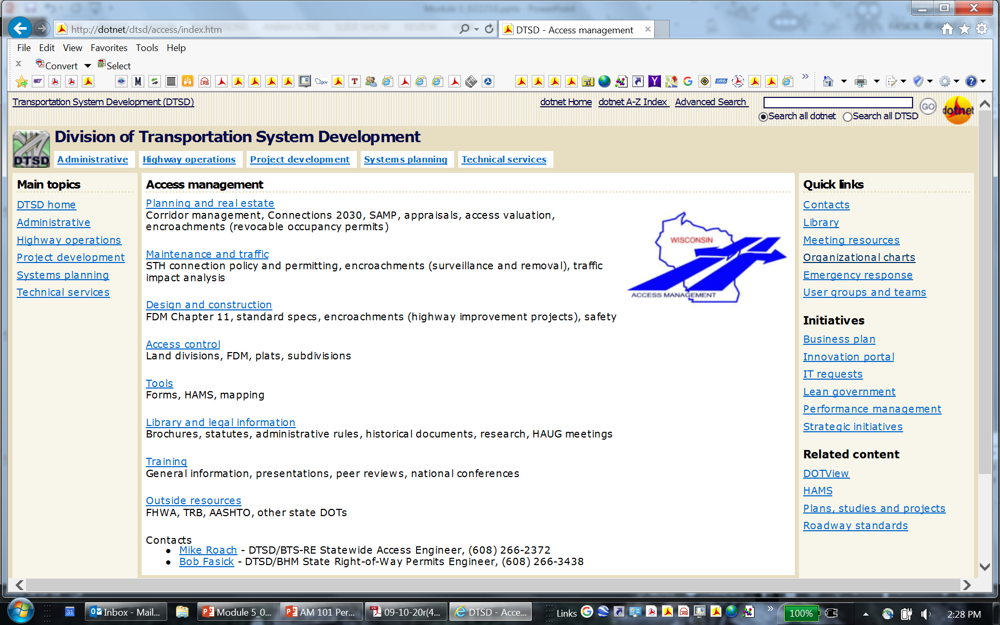 http://dotnet/dtsd/access/index.htm
DTSD - Access management
File Edit View Favorites Tools Help
x Convert Select
Transportation System Development (DTSD)
dotnet Home dotnet A-Z Index Advanced Search
GO
dotnet
Search all dotnet Search all DTSD
DTSD
Division of Transportation System Development
Administrative Highway operations Project development Systems planning Technical services
Main topics
DTSD home
Administrative
Highway operations
Project development
Systems planning
Technical services
Access management
Planning and real estate
Corridor management, Connections 2030, SAMP, appraisals, access valuation,
encroachments (revocable occupancy permits)
Maintenance and traffic
STH connection policy and permitting, encroachments (surveillance and removal), traffic
impact analysis
Design and construction
FDM Chapter 11, standard specs, encroachments (highway improvement projects), safety
Access control
Land divisions, FDM, plats, subdivisions
Tools
Forms, HAMS, mapping
Library and legal information
Brochures, statutes, administrative rules, historical documents, research, HAUG meetings
Training
General information, presentations, peer reviews, national conferences
Outside resources
FHWA, TRB, AASHTO, other state DOTs
Contacts
• Mike Roach - DTSD/BTS-RE Statewide Access Engineer, (608) 266-2372
• Bob Fasick - DTSD/BHM State Right-of-Way Permits Engineer, (608) 266-3438
WISCONSIN
ACCESS MANAGEMENT
Quick links
Contacts
Library
Meeting resources
Organizational charts
Emergency response
User groups and teams
Initiatives
Business plan
Innovation portal
IT requests
Lean government
Performance management
Strategic initiatives
Related content
DOTView
HAMS
Plans, studies and projects
Roadway standards
31 Inbox - Mail... Module 5_0... AM 101 Per... 09-10-20r(4... DTSD - Acce... Links 100% 2:28 PM